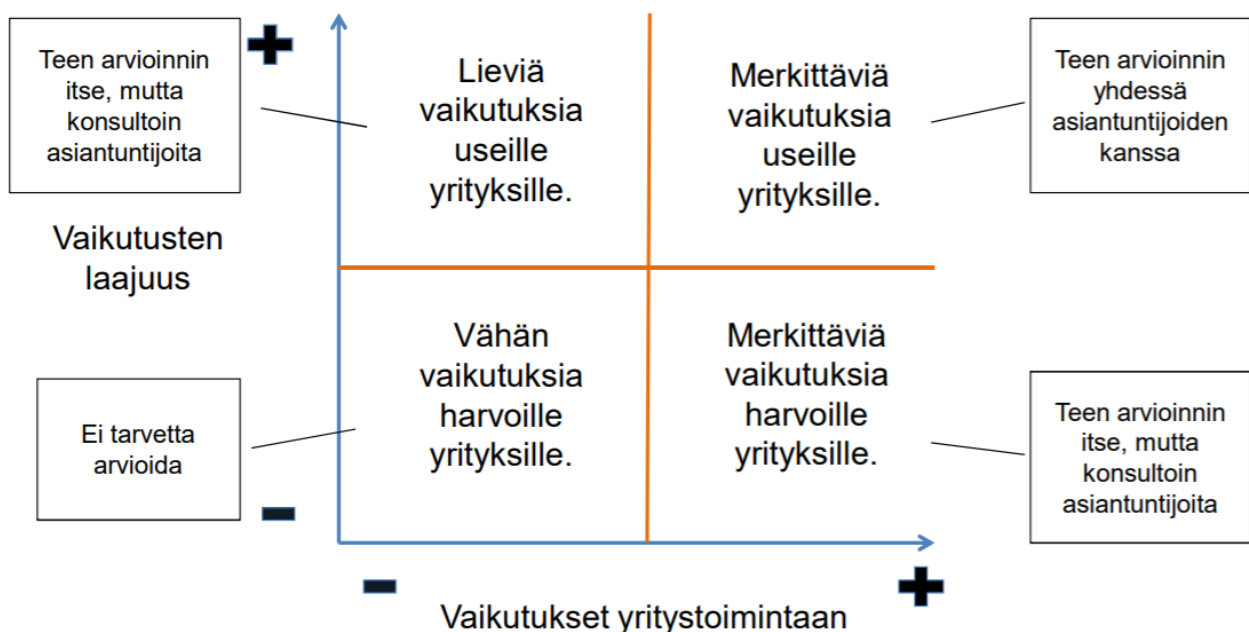 Teen arvioinnin
itse, mutta
konsultoin
asiantuntijoita
Lieviä
vaikutuksia
useille
yrityksille.
Merkittäviä
vaikutuksia
useille
yrityksille.
Teen arvioinnin
yhdessä
asiantuntijoiden
kanssa
Vaikutusten
laajuus
Ei tarvetta
arvioida
Vähän
vaikutuksia
harvoille
yrityksille.
Merkittäviä
vaikutuksia
harvoille
yrityksille.
Teen arvioinnin
itse, mutta
konsultoin
asiantuntijoita
Vaikutukset yritystoimintaan